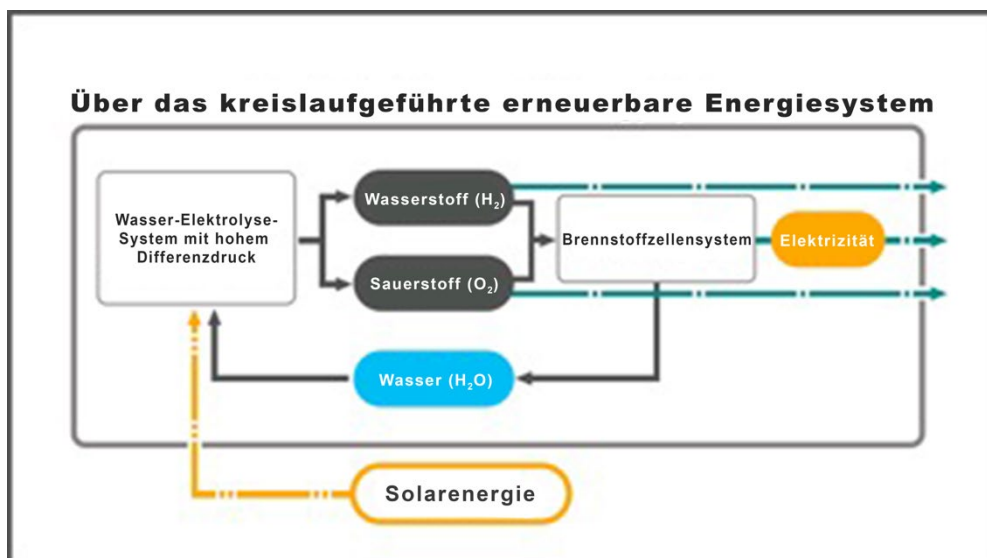 Über das kreislaufgeführte erneuerbare Energiesystem
Wasser-Elektrolyse-
System mit hohem
Differenzdruck
Wasserstoff (H₂)
Sauerstoff (O₂)
Brennstoffzellensystem
Elektrizität
Wasser (H₂O)
Solarenergie